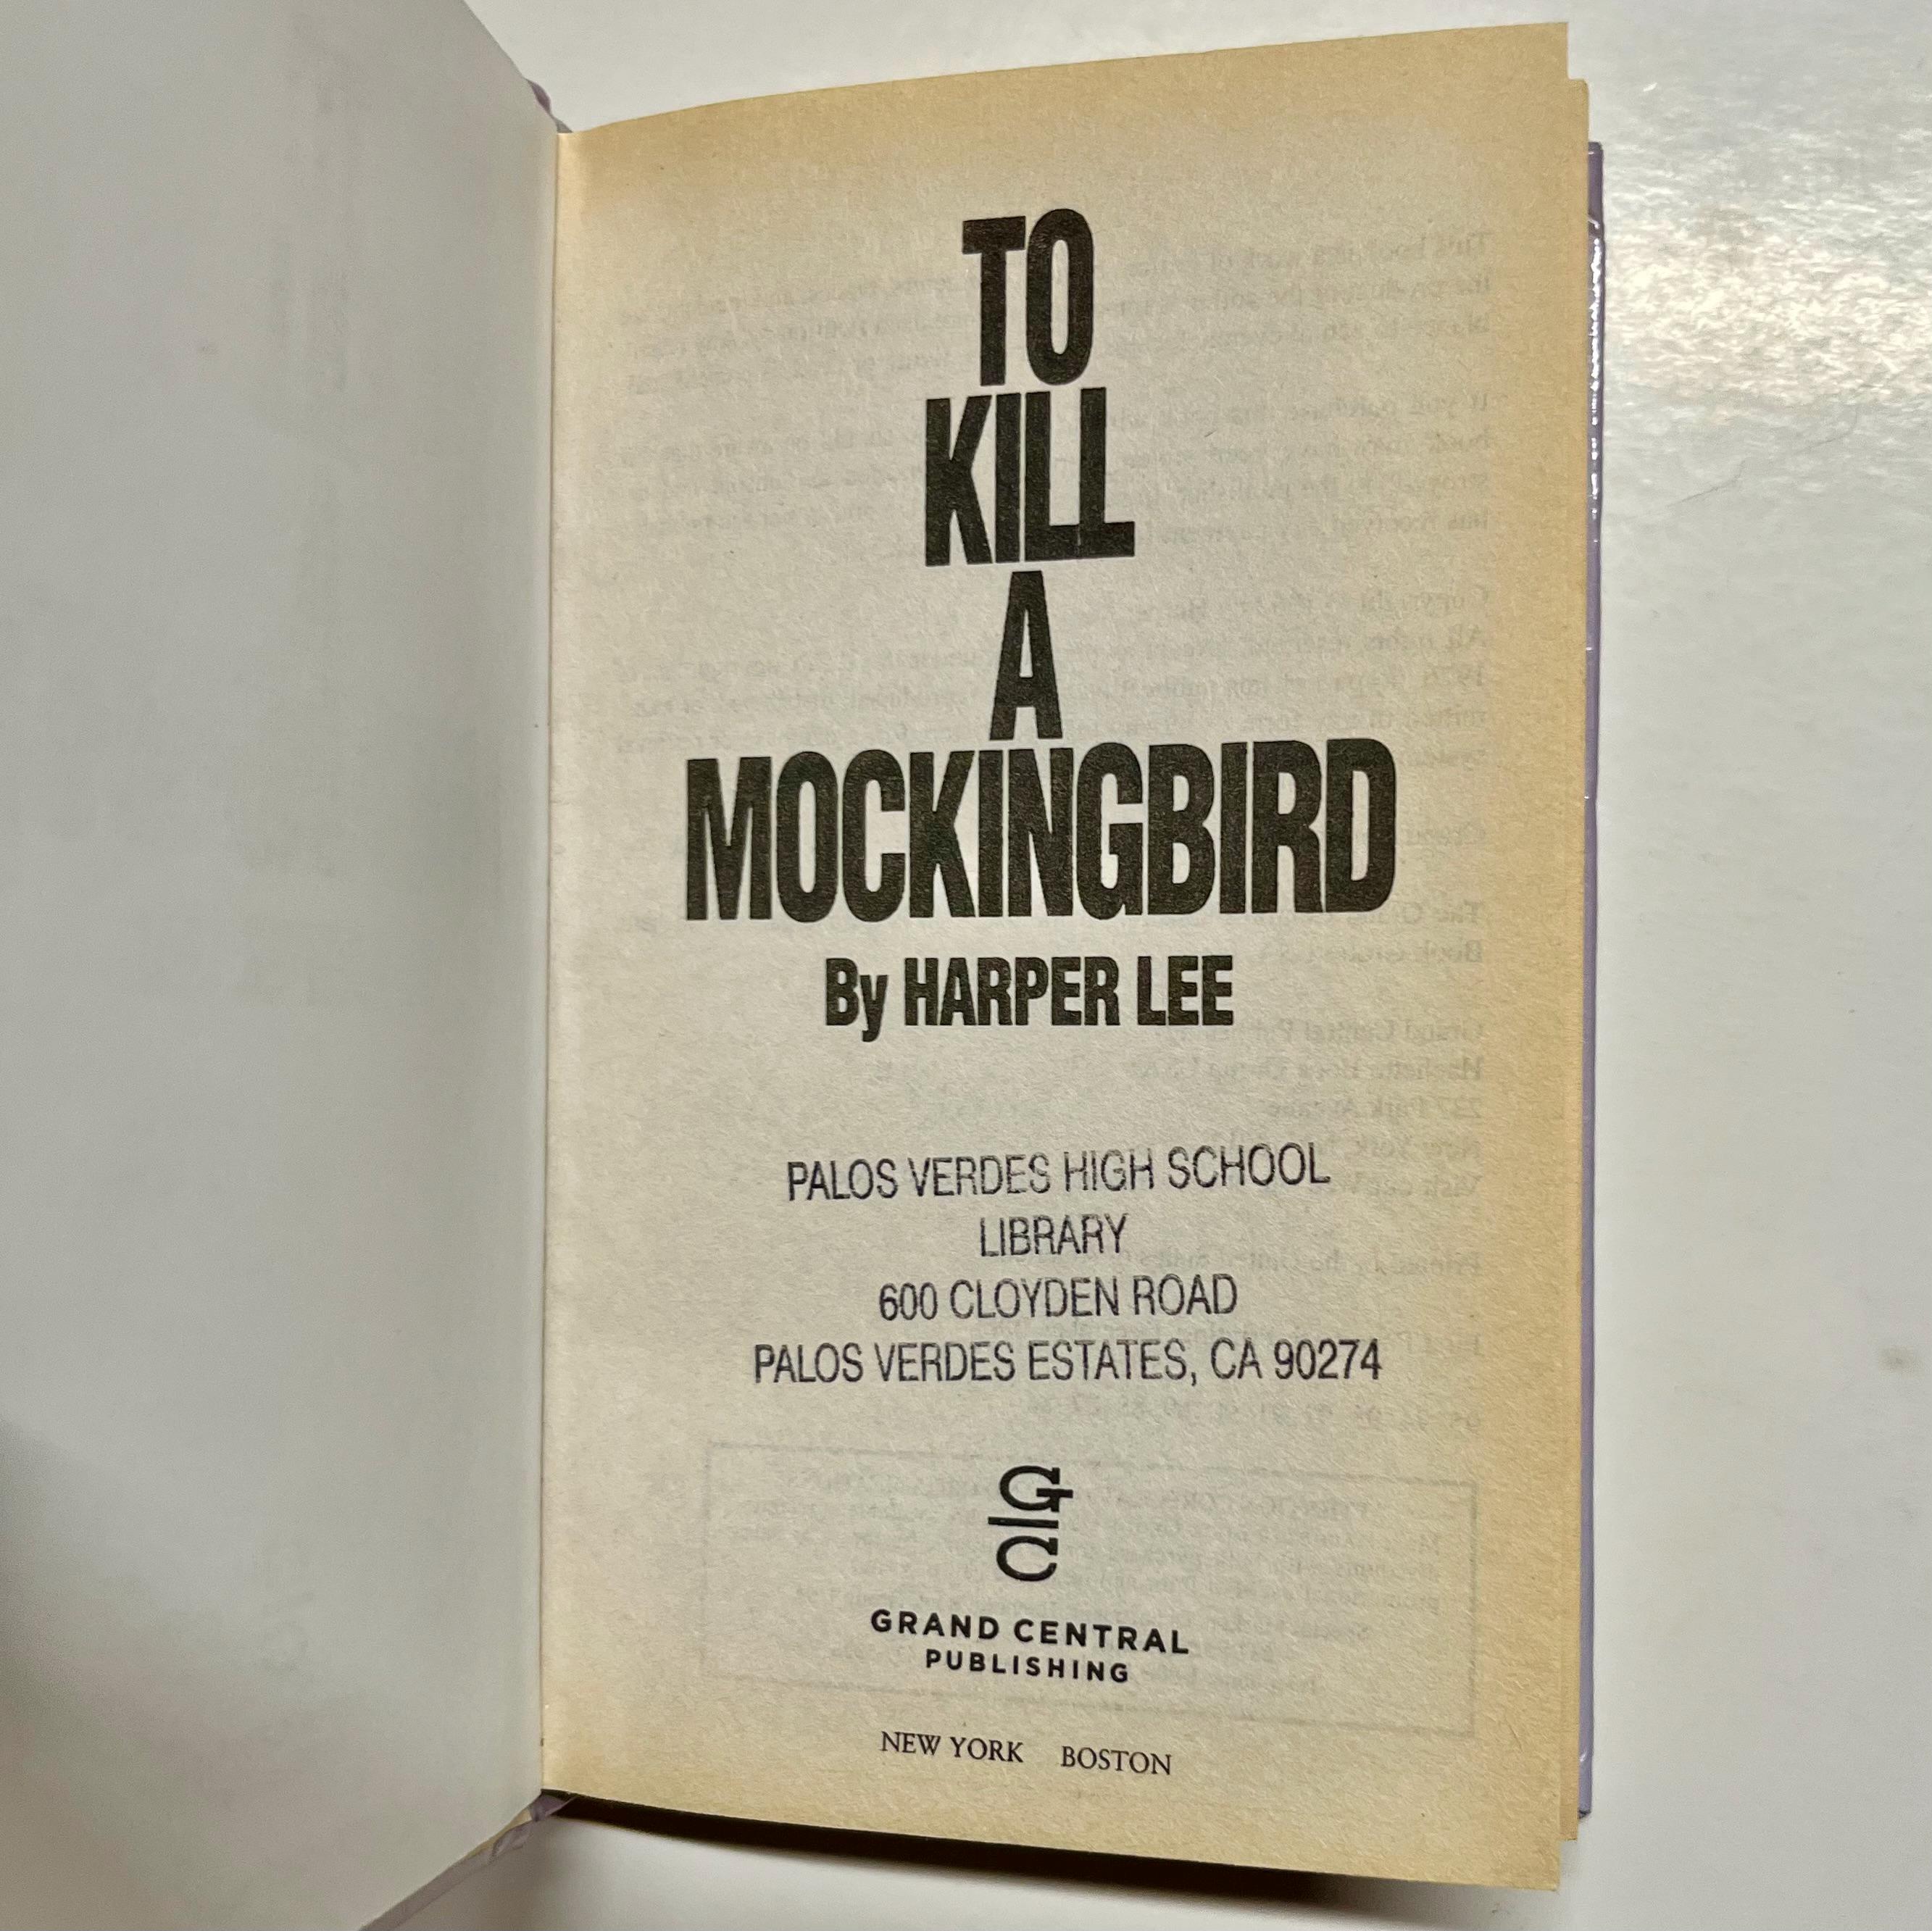 TO
KILL
A
MOCKINGBIRD
By HARPER LEE
PALOS VERDES HIGH SCHOOL
LIBRARY
600 CLOYDEN ROAD
PALOS VERDES ESTATES, CA 90274
GRAND CENTRAL
PUBLISHING
NEW YORK BOSTON